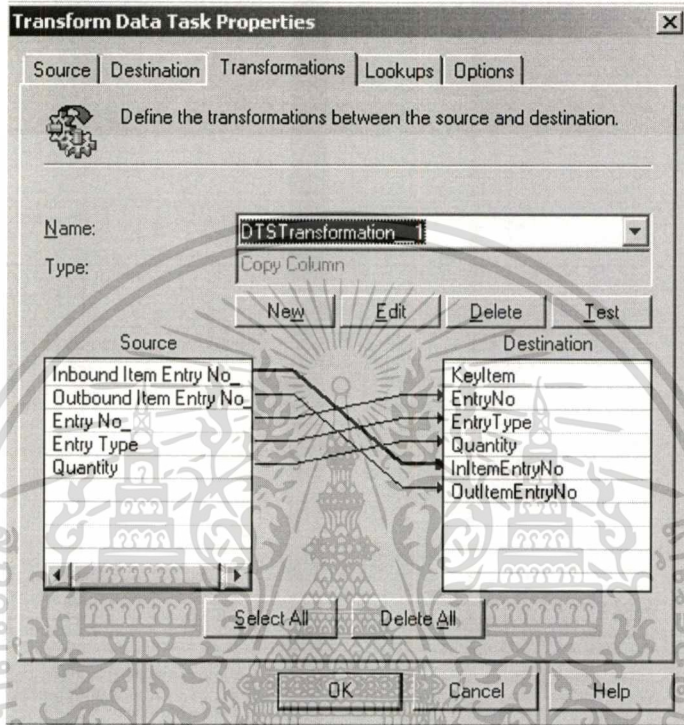 Transform Data Task Properties
Source Destination Transformations Lookups Options
Define the transformations between the source and destination.
Name: DTSTransformation__1
Type: Copy Column
New Edit Delete Test
Source
Inbound Item Entry No_
Outbound Item Entry No_
Entry No_
Entry Type
Quantity
Destination
KeyItem
EntryNo
EntryType
Quantity
InItemEntryNo
OutItemEntryNo
Select All Delete All
OK Cancel Help